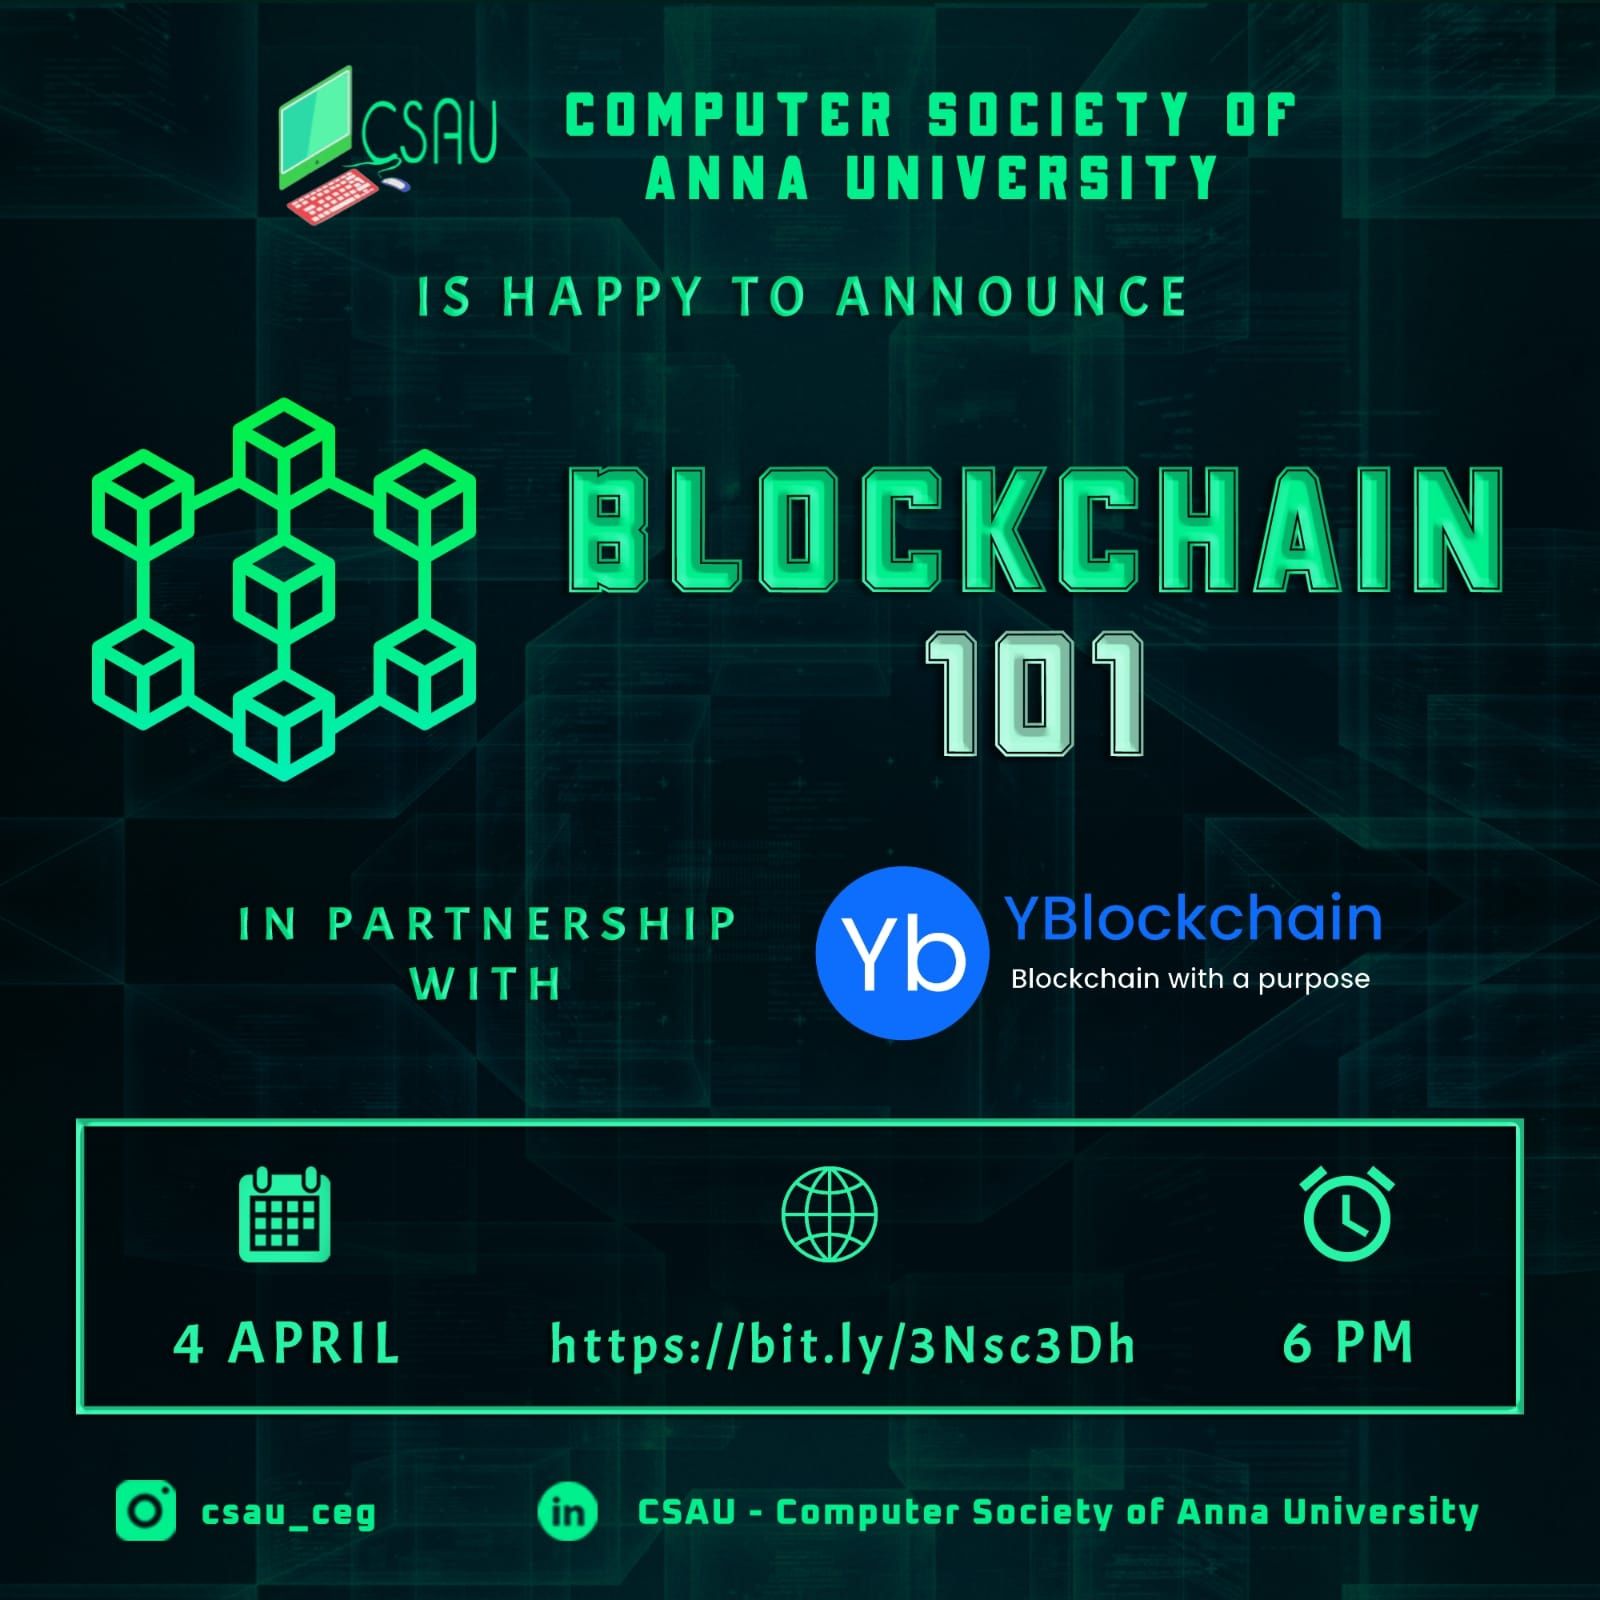 CSAU
COMPUTER SOCIETY OF
ANNA UNIVERSITY
IS HAPPY TO ANNOUNCE
BLOCKCHAIN
101
IN PARTNERSHIP
WITH
Yb
YBlockchain
Blockchain with a purpose
4 APRIL
https://bit.ly/3Nsc3Dh
6 PM
csau_ceg
in
CSAU - Computer Society of Anna University